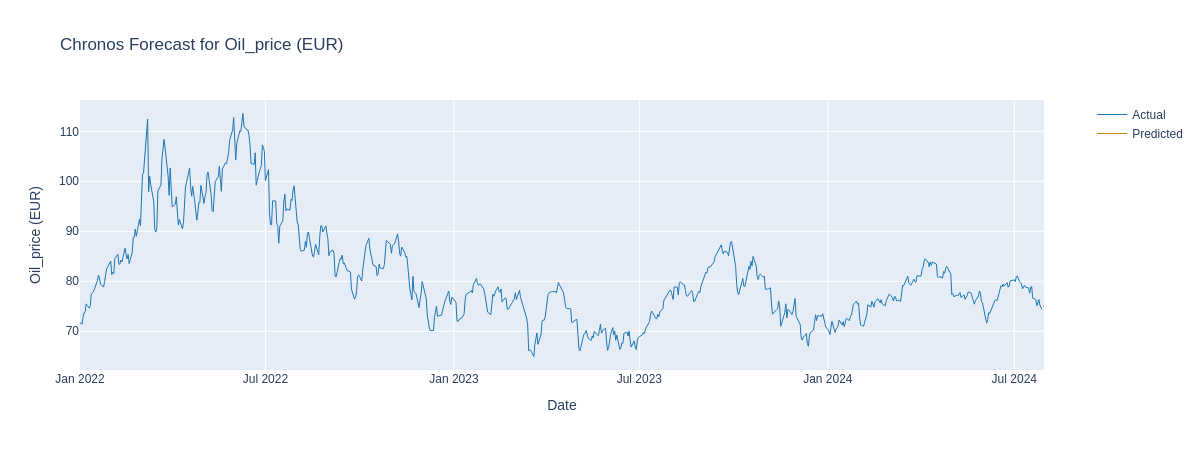 Chronos Forecast for Oil_price (EUR)
Actual
Predicted
110
100
90
80
70
Oil_price (EUR)
Jan 2022
Jul 2022
Jan 2023
Jul 2023
Jan 2024
Jul 2024
Date